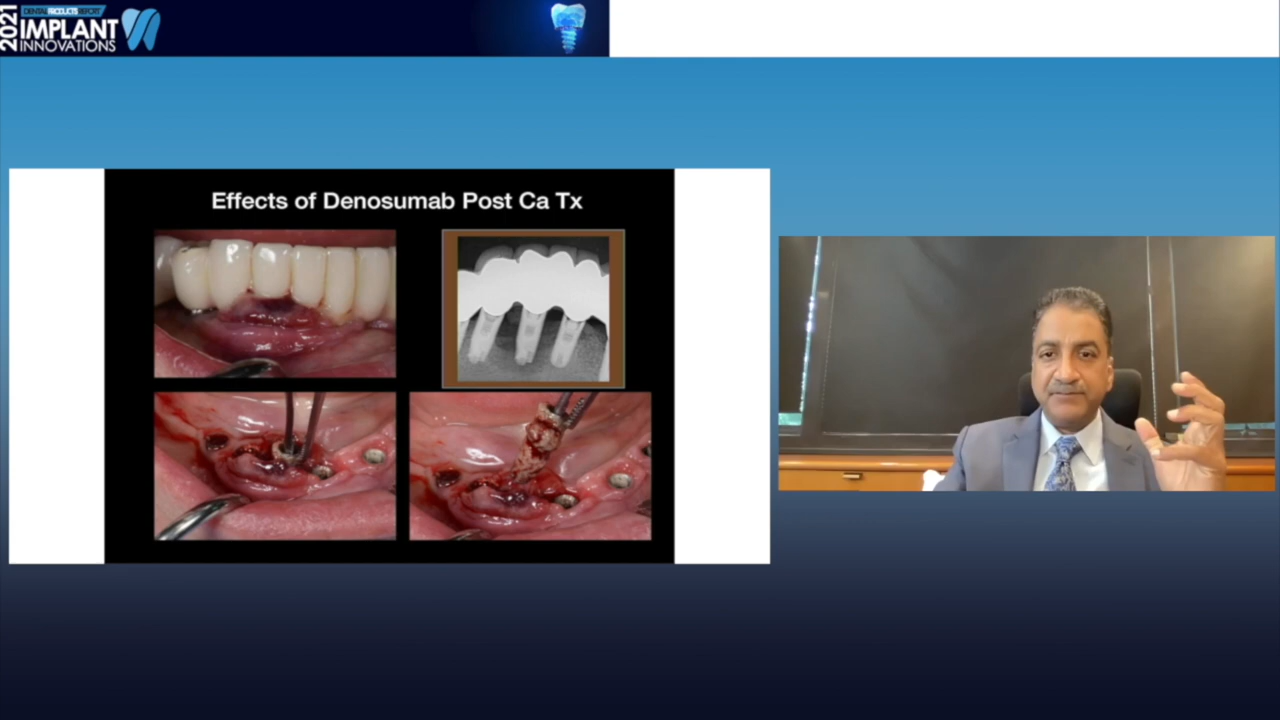 2021
DENTAL PRODUCTS REPORT
IMPLANT
INNOVATIONS
Effects of Denosumab Post Ca Tx